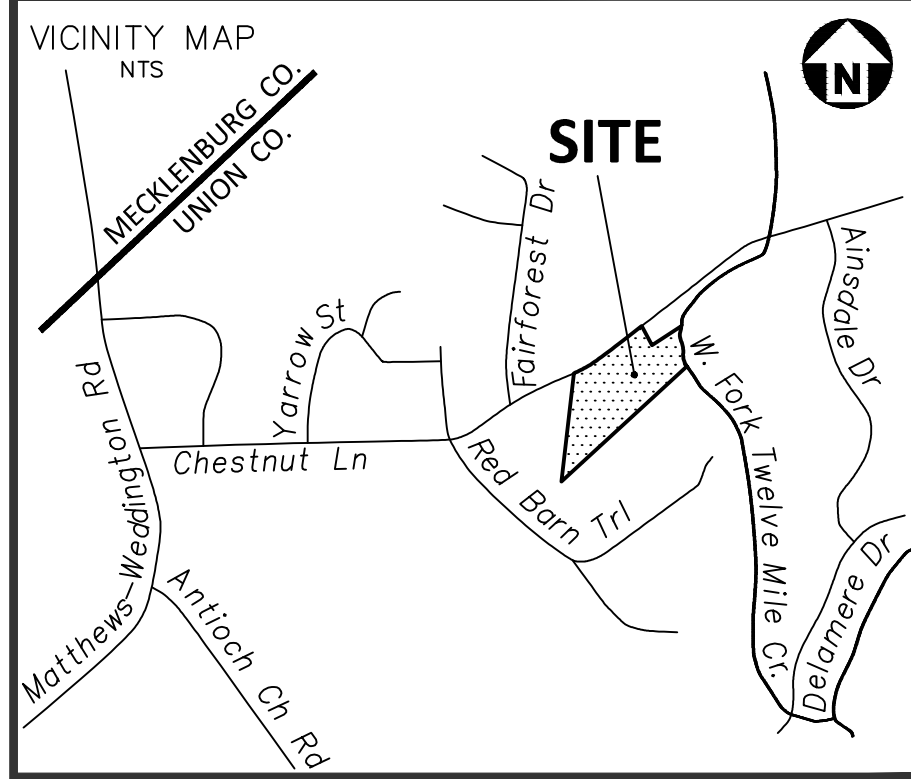 VICINITY MAP
NTS
N
MECKLENBURG CO.
UNION CO.
SITE
Fairforest Dr
Ainsdale Dr
Yarrow St
Matthews-Weddington Rd
Chestnut Ln
Red Barn Trl
W. Fork Twelve Mile Cr.
Delamere Dr
Antioch Ch Rd